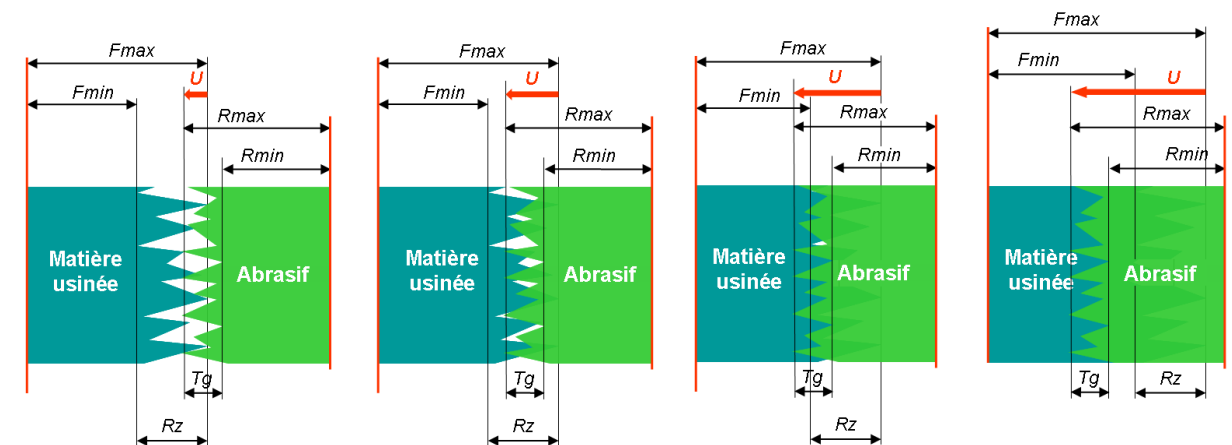 Fmax
U
Fmin
Rmax
Rmin
Matière
usinée
Abrasif
Tg
Rz
Fmax
U
Fmin
Rmax
Rmin
Matière
usinée
Abrasif
Tg
Rz
Fmax
U
Fmin
Rmax
Rmin
Matière
usinée
Abrasif
Tg
Rz
Fmax
Fmin
U
Rmax
Rmin
Matière
usinée
Abrasif
Tg
Rz